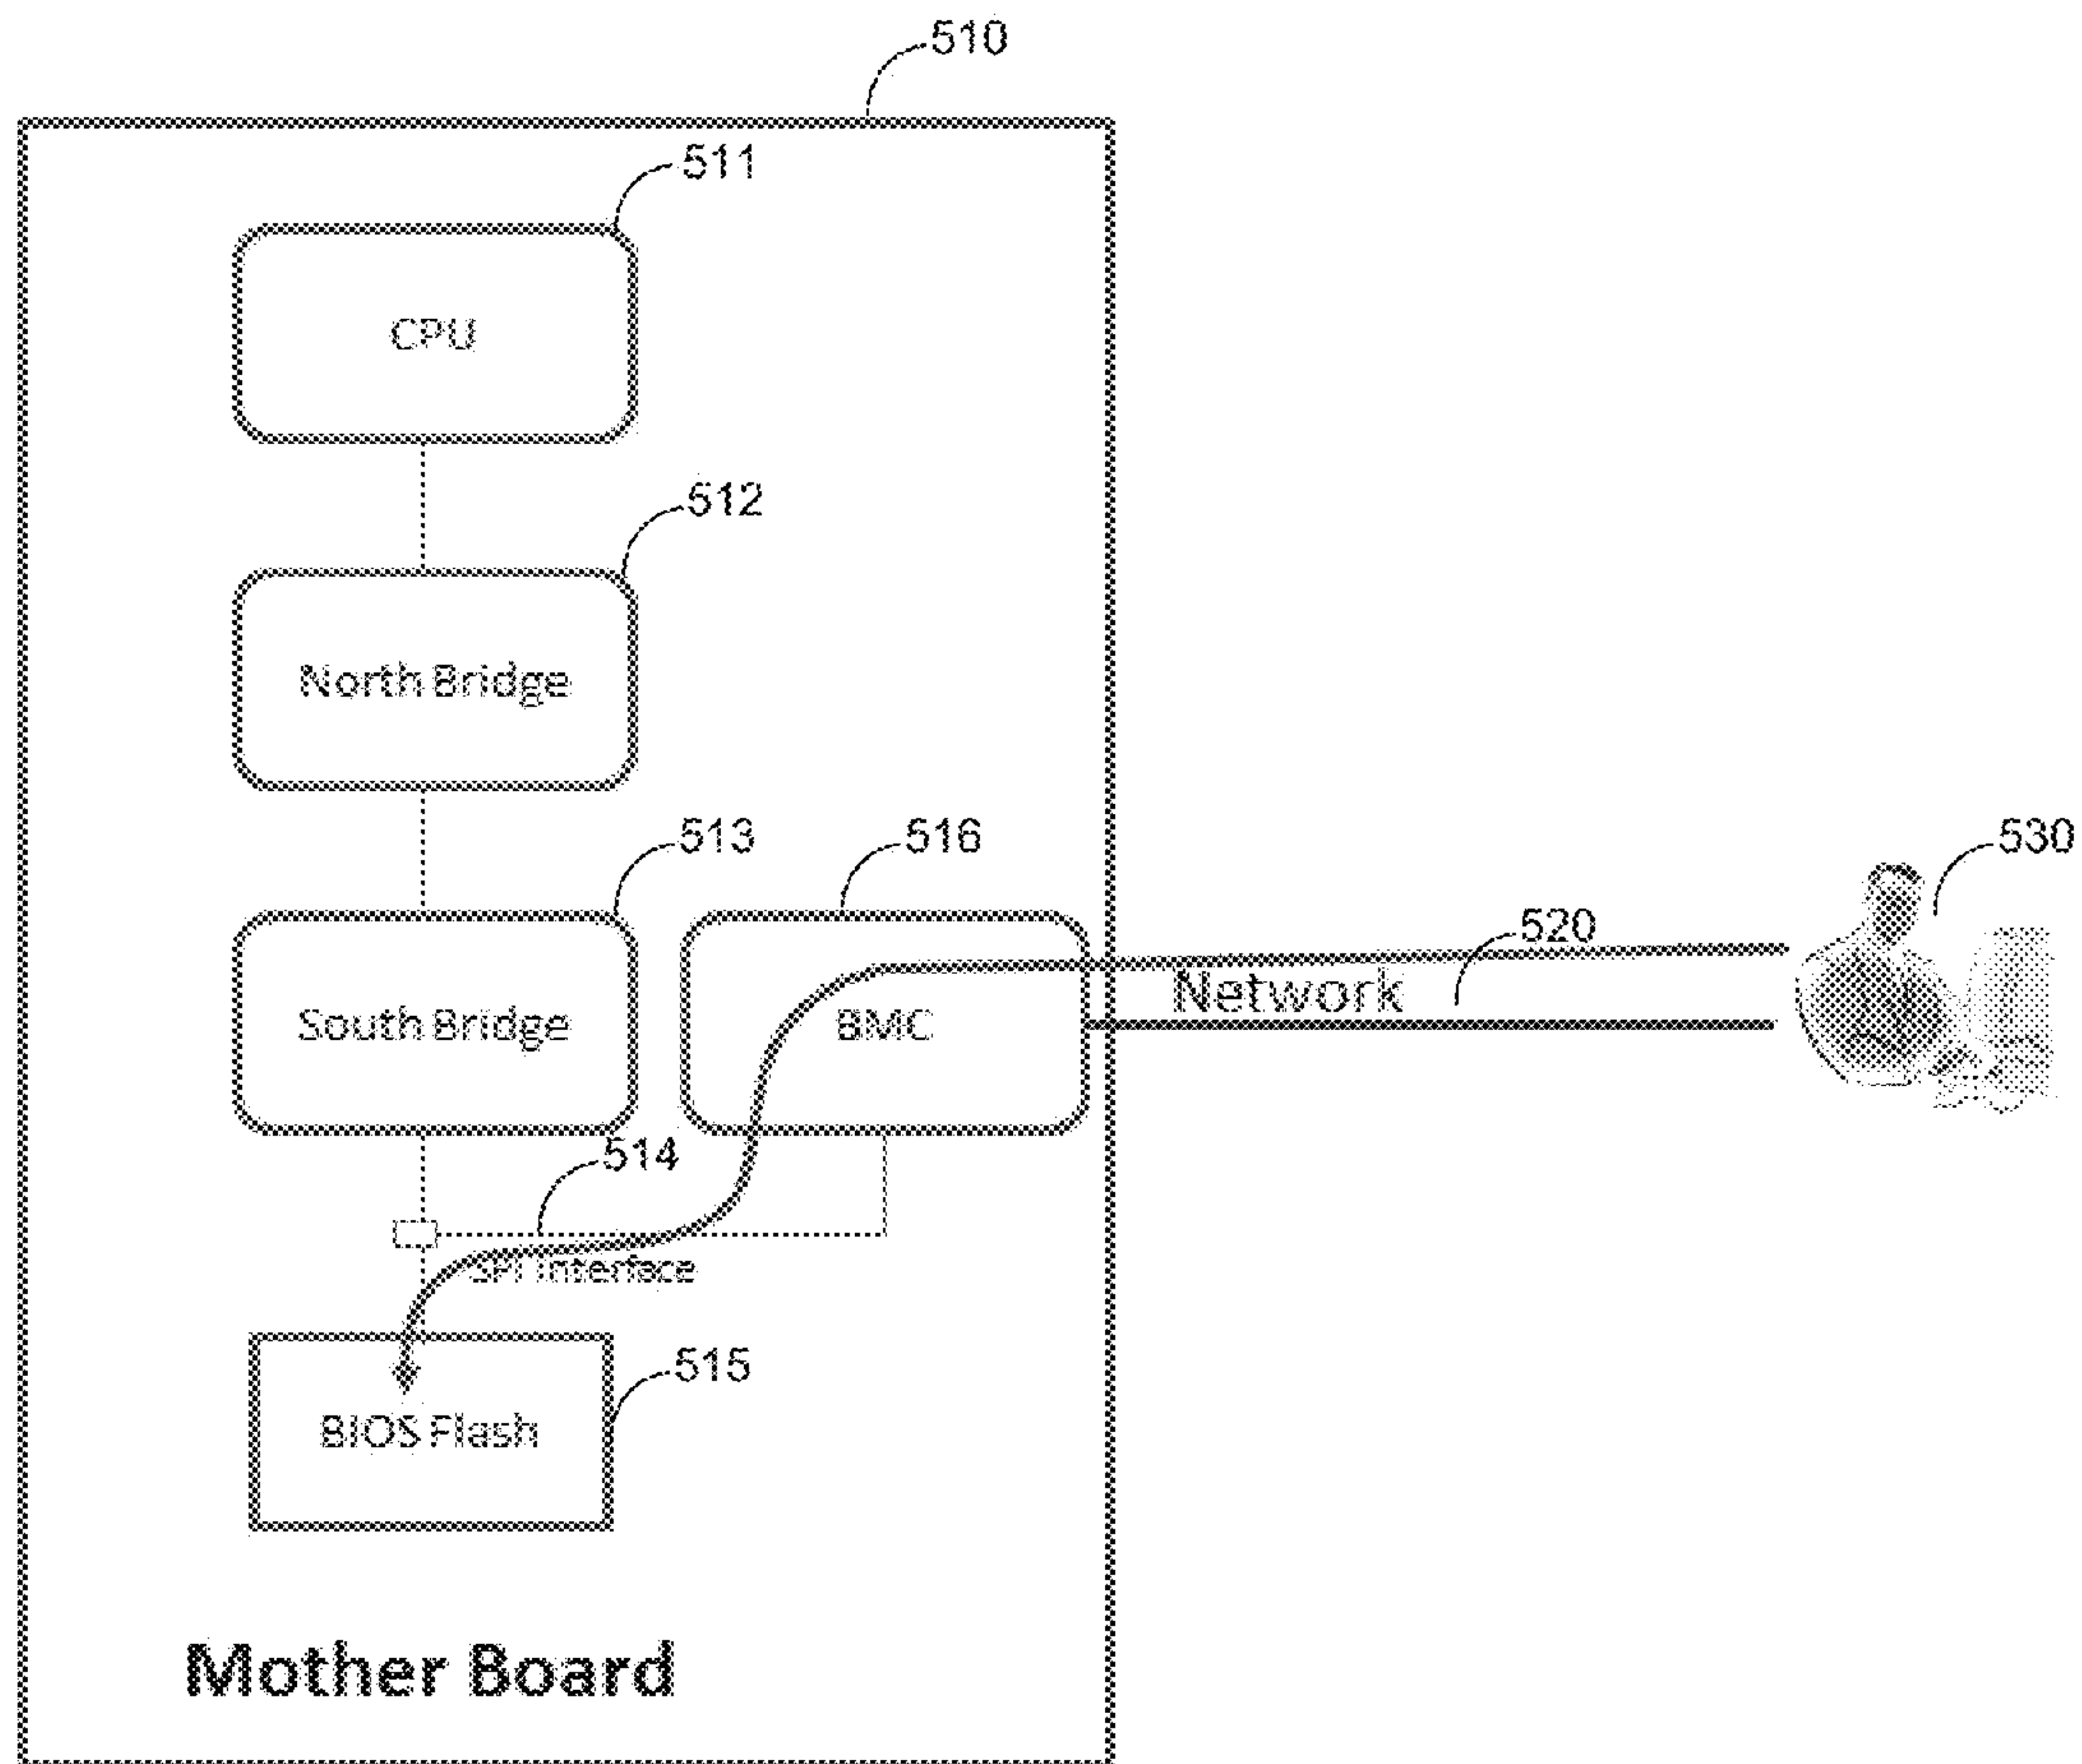 510
511
CPU
512
North Bridge
513
516
530
520
Network
South Bridge
BMC
514
SPI Interface
515
BIOS Flash
Mother Board